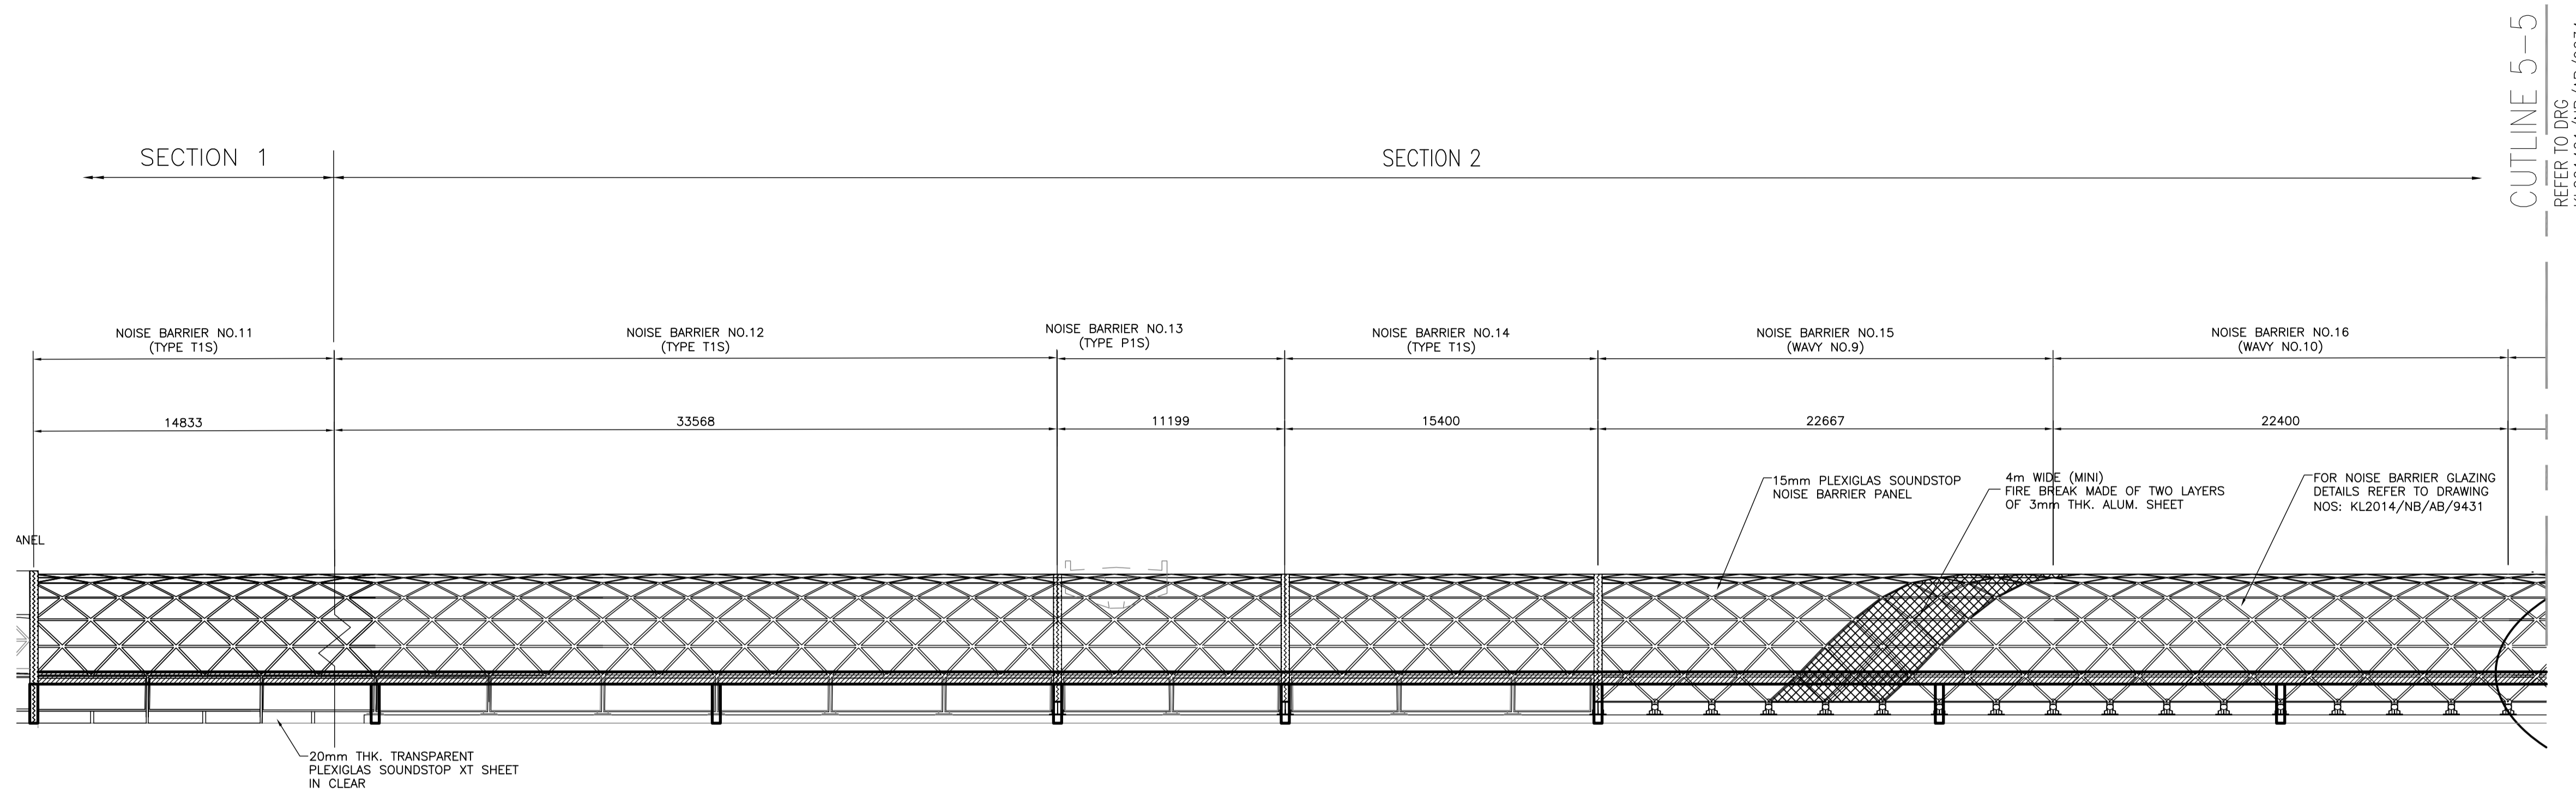 SECTION 1
SECTION 2
CUTLINE 5-5
REFER TO DRG
NOISE BARRIER NO.11
(TYPE T1S)
NOISE BARRIER NO.12
(TYPE T1S)
NOISE BARRIER NO.13
(TYPE P1S)
NOISE BARRIER NO.14
(TYPE T1S)
NOISE BARRIER NO.15
(WAVY NO.9)
NOISE BARRIER NO.16
(WAVY NO.10)
14833
33568
11199
15400
22667
22400
15mm PLEXIGLAS SOUNDSTOP
NOISE BARRIER PANEL
4m WIDE (MINI)
FIRE BREAK MADE OF TWO LAYERS
OF 3mm THK. ALUM. SHEET
FOR NOISE BARRIER GLAZING
DETAILS REFER TO DRAWING
NOS: KL2014/NB/AB/9431
ANEL
20mm THK. TRANSPARENT
PLEXIGLAS SOUNDSTOP XT SHEET
IN CLEAR